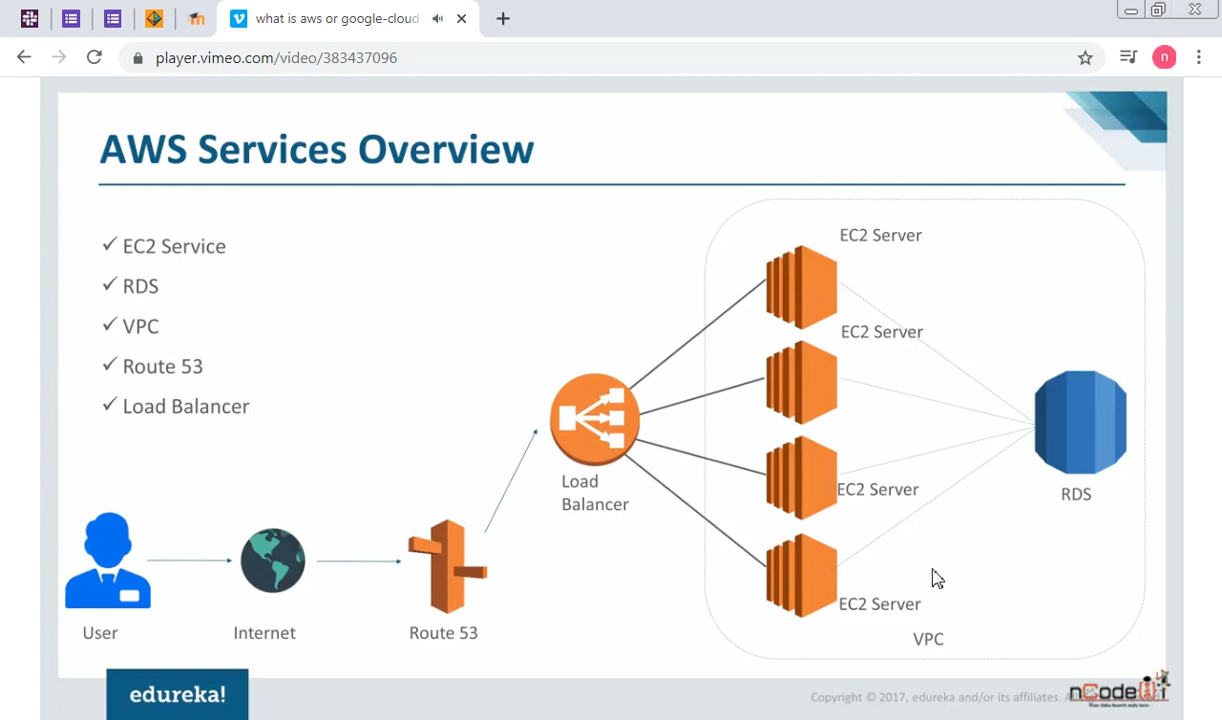 what is aws or google-cloud
player.vimeo.com/video/383437096
n
AWS Services Overview
✓ EC2 Service
✓ RDS
✓ VPC
✓ Route 53
✓ Load Balancer
EC2 Server
EC2 Server
EC2 Server
EC2 Server
Load
Balancer
RDS
VPC
User
Internet
Route 53
edureka!
Copyright © 2017, edureka and/or its affiliates. All
nCode